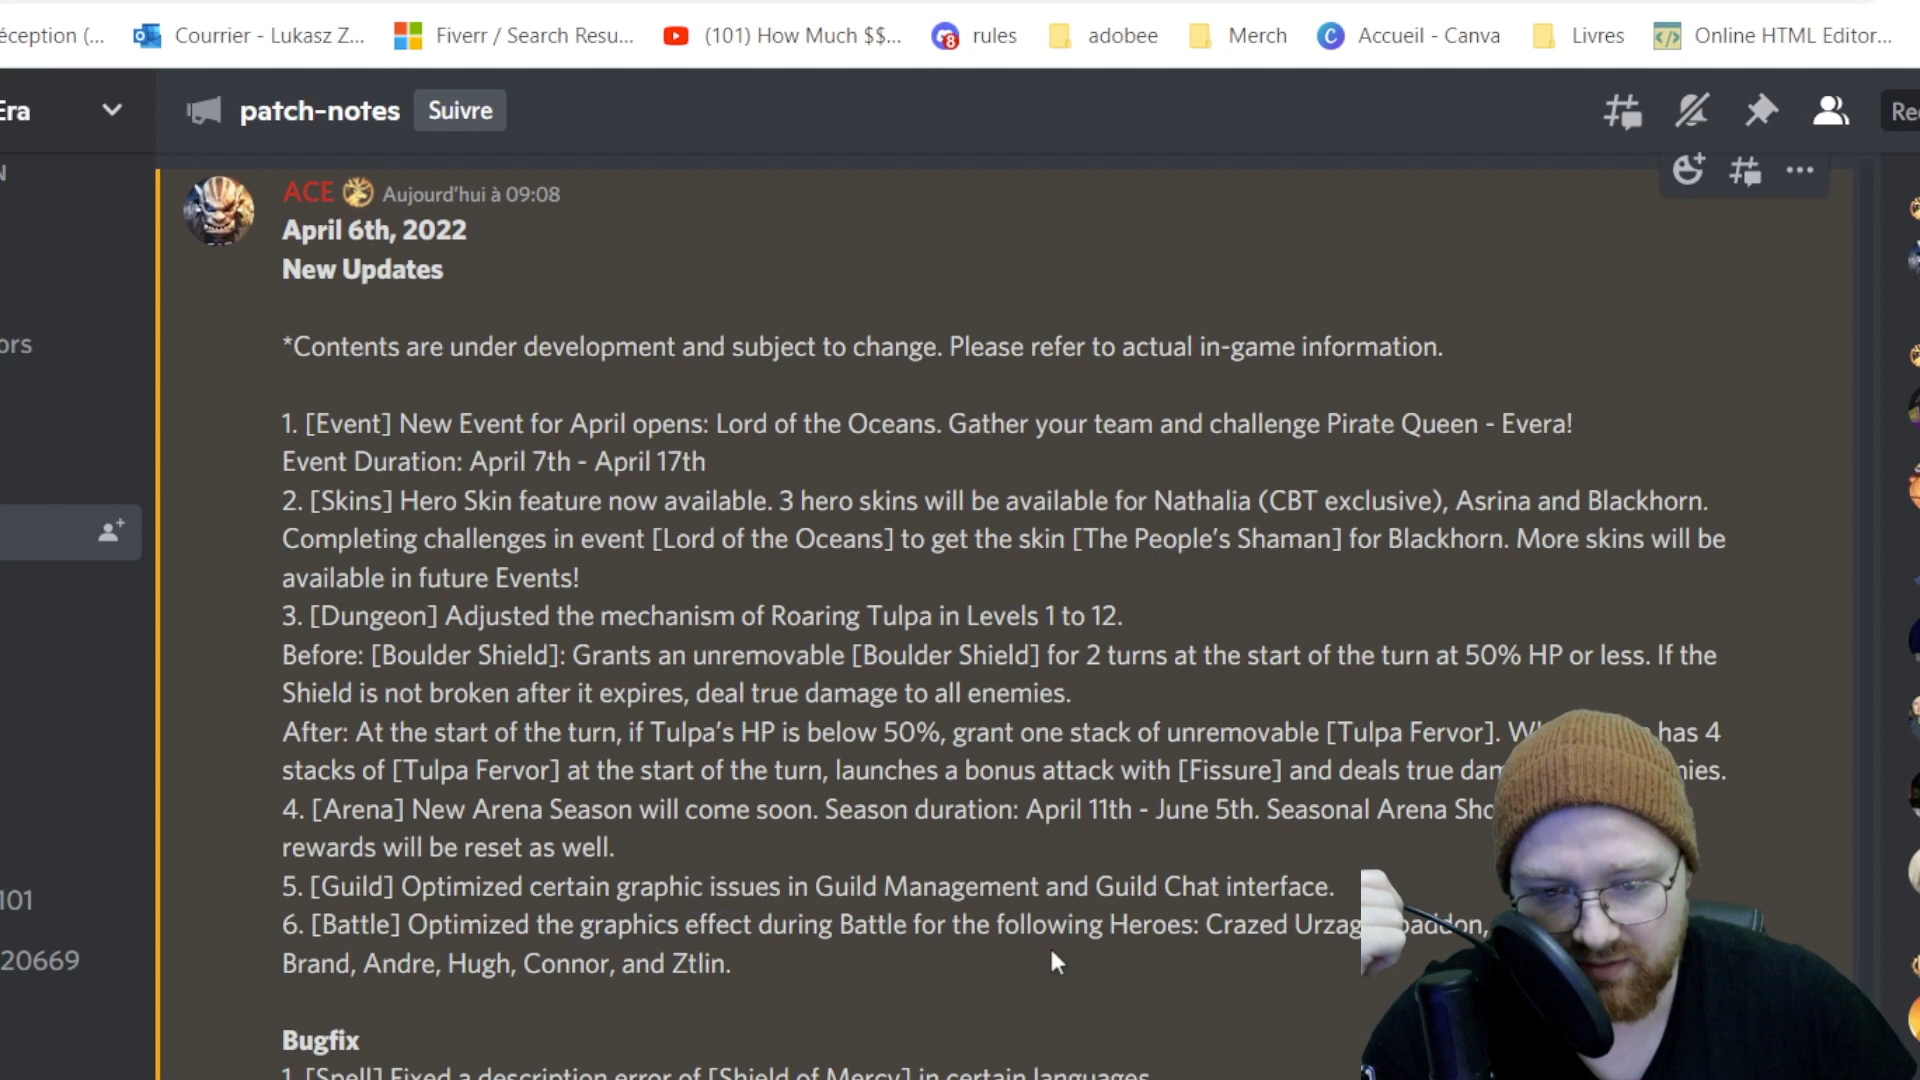 éception (... Courrier - Lukasz Z... Fiverr / Search Resu... (101) How Much $$... 8 rules adobee Merch C Accueil - Canva Livres </> Online HTML Editor...
Era patch-notes Suivre
ACE Aujourd'hui à 09:08
April 6th, 2022
New Updates
ors
*Contents are under development and subject to change. Please refer to actual in-game information.
1. [Event] New Event for April opens: Lord of the Oceans. Gather your team and challenge Pirate Queen - Evera!
Event Duration: April 7th - April 17th
2. [Skins] Hero Skin feature now available. 3 hero skins will be available for Nathalia (CBT exclusive), Asrina and Blackhorn.
Completing challenges in event [Lord of the Oceans] to get the skin [The People's Shaman] for Blackhorn. More skins will be
available in future Events!
3. [Dungeon] Adjusted the mechanism of Roaring Tulpa in Levels 1 to 12.
Before: [Boulder Shield]: Grants an unremovable [Boulder Shield] for 2 turns at the start of the turn at 50% HP or less. If the
Shield is not broken after it expires, deal true damage to all enemies.
After: At the start of the turn, if Tulpa's HP is below 50%, grant one stack of unremovable [Tulpa Fervor]. has 4
stacks of [Tulpa Fervor] at the start of the turn, launches a bonus attack with [Fissure] and deals true
4. [Arena] New Arena Season will come soon. Season duration: April 11th - June 5th. Seasonal Arena
rewards will be reset as well.
5. [Guild] Optimized certain graphic issues in Guild Management and Guild Chat interface.
101
6. [Battle] Optimized the graphics effect during Battle for the following Heroes: Crazed
20669
Brand, Andre, Hugh, Connor, and Ztlin.
Bugfix
1. [Spell] Fixed a description error of [Shield of Mercy] in certain languages.